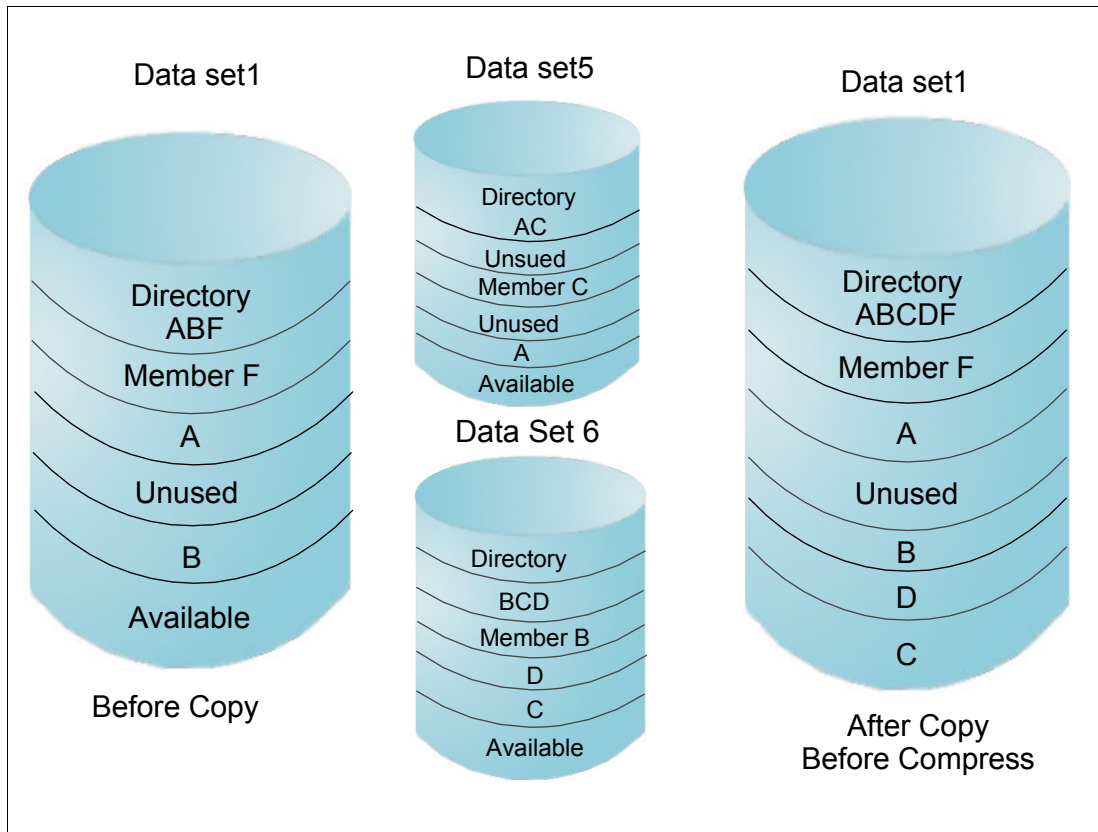 Data set1
Directory
ABF
Member F
A
Unused
B
Available
Before Copy
Data set5
Directory
AC
Unsued
Member C
Unused
A
Available
Data Set 6
Directory
BCD
Member B
D
C
Available
Data set1
Directory
ABCDF
Member F
A
Unused
B
D
C
After Copy
Before Compress